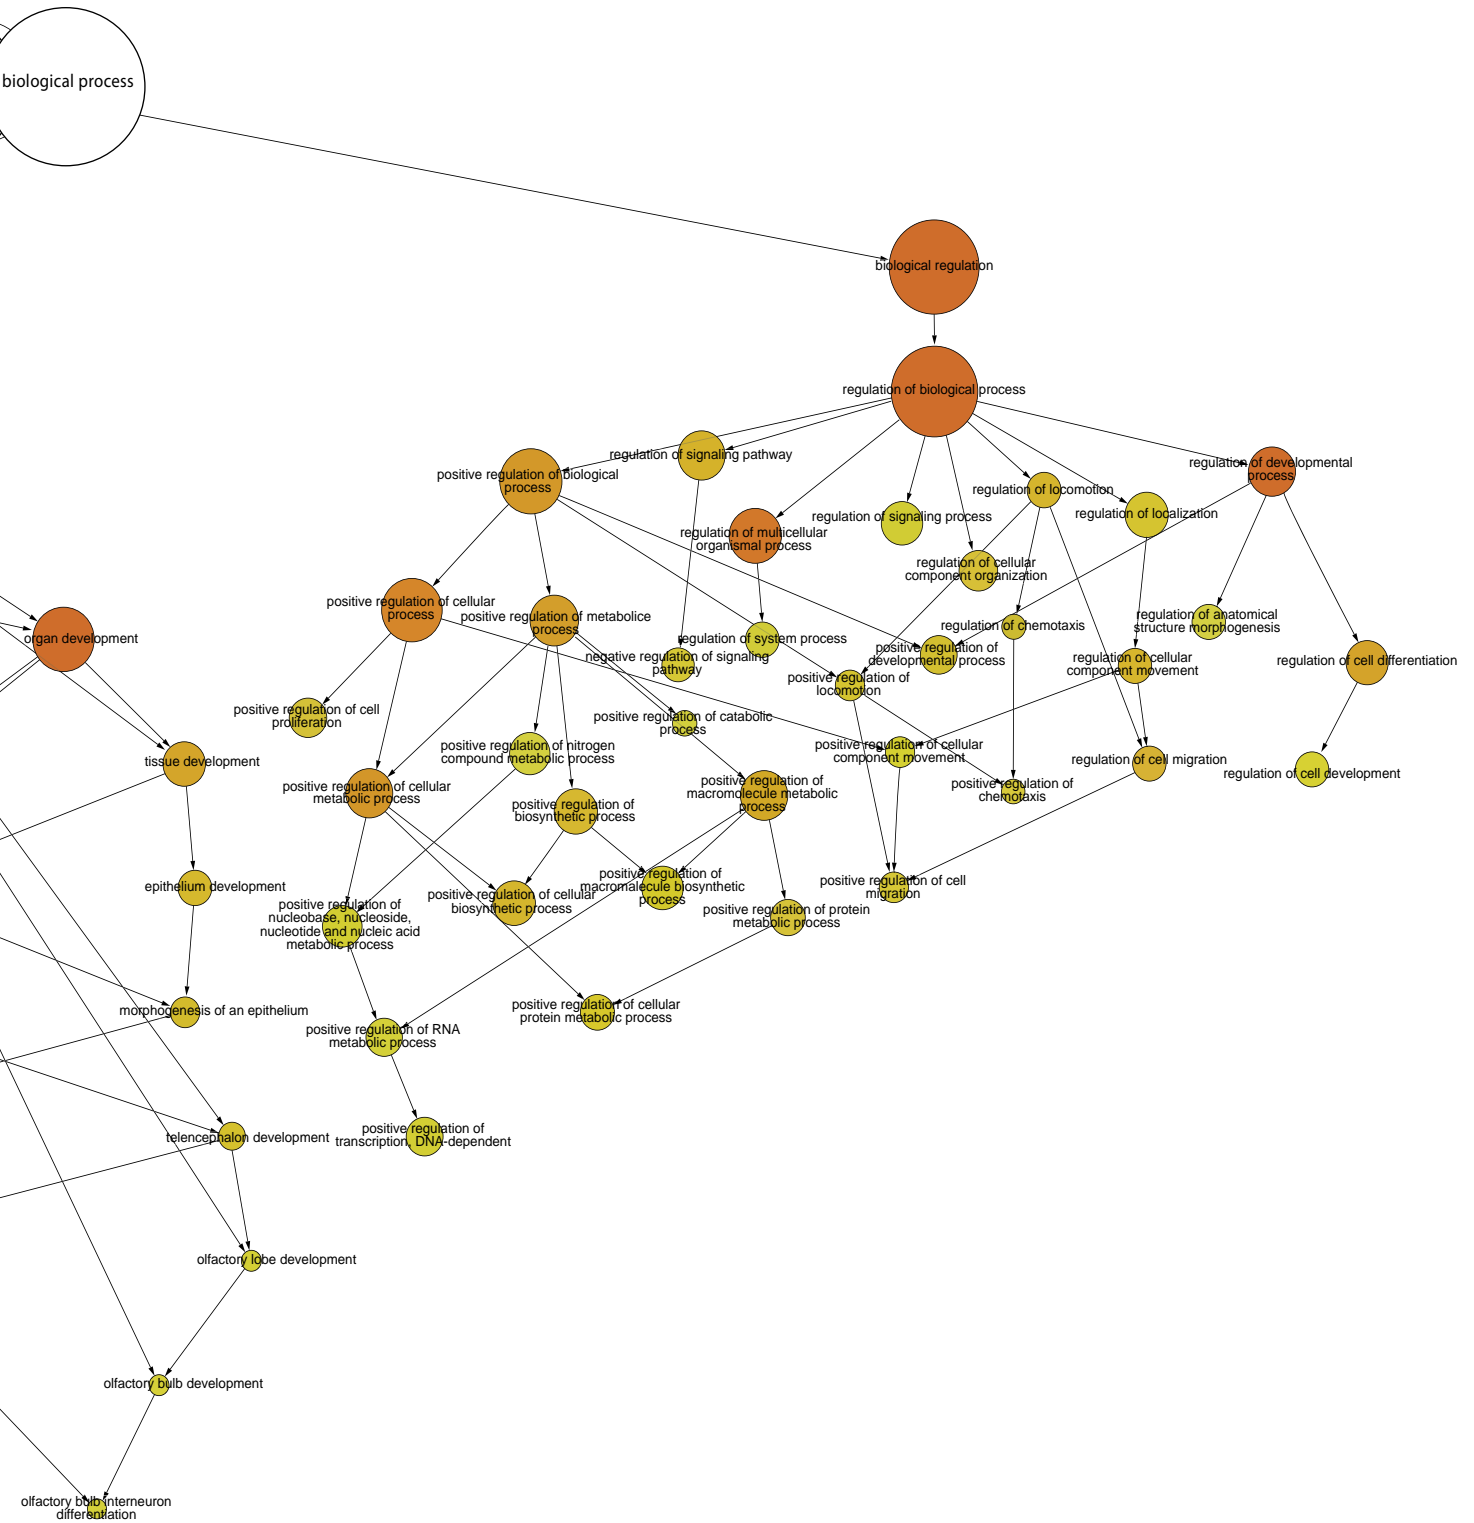 biological process
biological regulation
regulation of biological process
regulation of signaling pathway
positive regulation of biological
process
regulation of developmental
process
regulation of locomotion
regulation of localization
regulation of signaling process
regulation of multicellular
organismal process
regulation of cellular
component organization
positive regulation of cellular
process
positive regulation of metabolice
process
organ development
regulation of system process
negative regulation of signaling
pathway
regulation of chemotaxis
positive regulation of
developmental process
regulation of anatomical
structure morphogenesis
regulation of cellular
component movement
regulation of cell differentiation
positive regulation of
locomotion
positive regulation of cell
proliferation
positive regulation of catabolic
process
positive regulation of nitrogen
compound metabolic process
positive regulation of cellular
component movement
tissue development
regulation of cell migration
regulation of cell development
positive regulation of cellular
metabolic process
positive regulation of
macromolecule metabolic
process
positive regulation of
chemotaxis
positive regulation of
biosynthetic process
epithelium development
positive regulation of
macromalecule biosynthetic
process
positive regulation of cell
migration
positive regulation of cellular
biosynthetic process
positive regulation of
nucleobase, nucleoside,
nucleotide and nucleic acid
metabolic process
positive regulation of protein
metabolic process
morphogenesis of an epithelium
positive regulation of cellular
protein metabolic process
positive regulation of RNA
metabolic process
telencephalon development
positive regulation of
transcription, DNA-dependent
olfactory lobe development
olfactory bulb development
olfactory bulb interneuron
differentiation